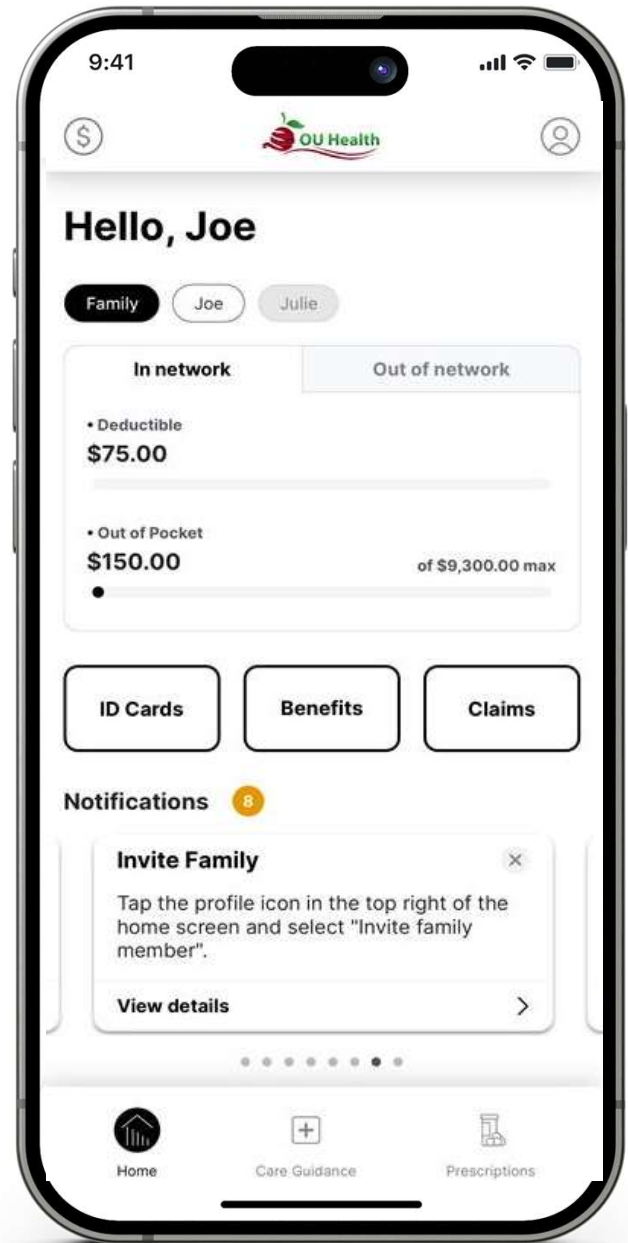 9:41
$
OU Health
Hello, Joe
Family Joe Julie
In network Out of network
• Deductible
$75.00
• Out of Pocket
$150.00 of $9,300.00 max
ID Cards Benefits Claims
Notifications 8
Invite Family
Tap the profile icon in the top right of the
home screen and select "Invite family
member".
View details
Home Care Guidance Prescriptions